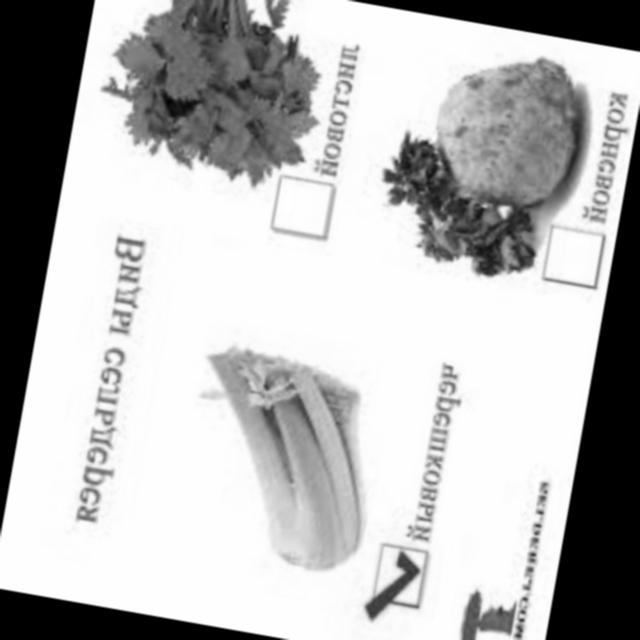 Виды сельдерея
листовой
черешковый
корневой